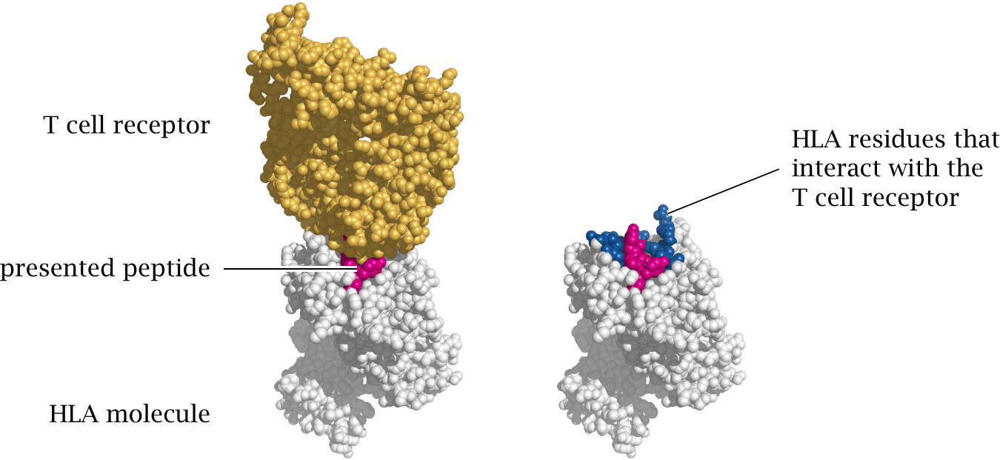 T cell receptor
presented peptide
HLA molecule
HLA residues that
interact with the
T cell receptor